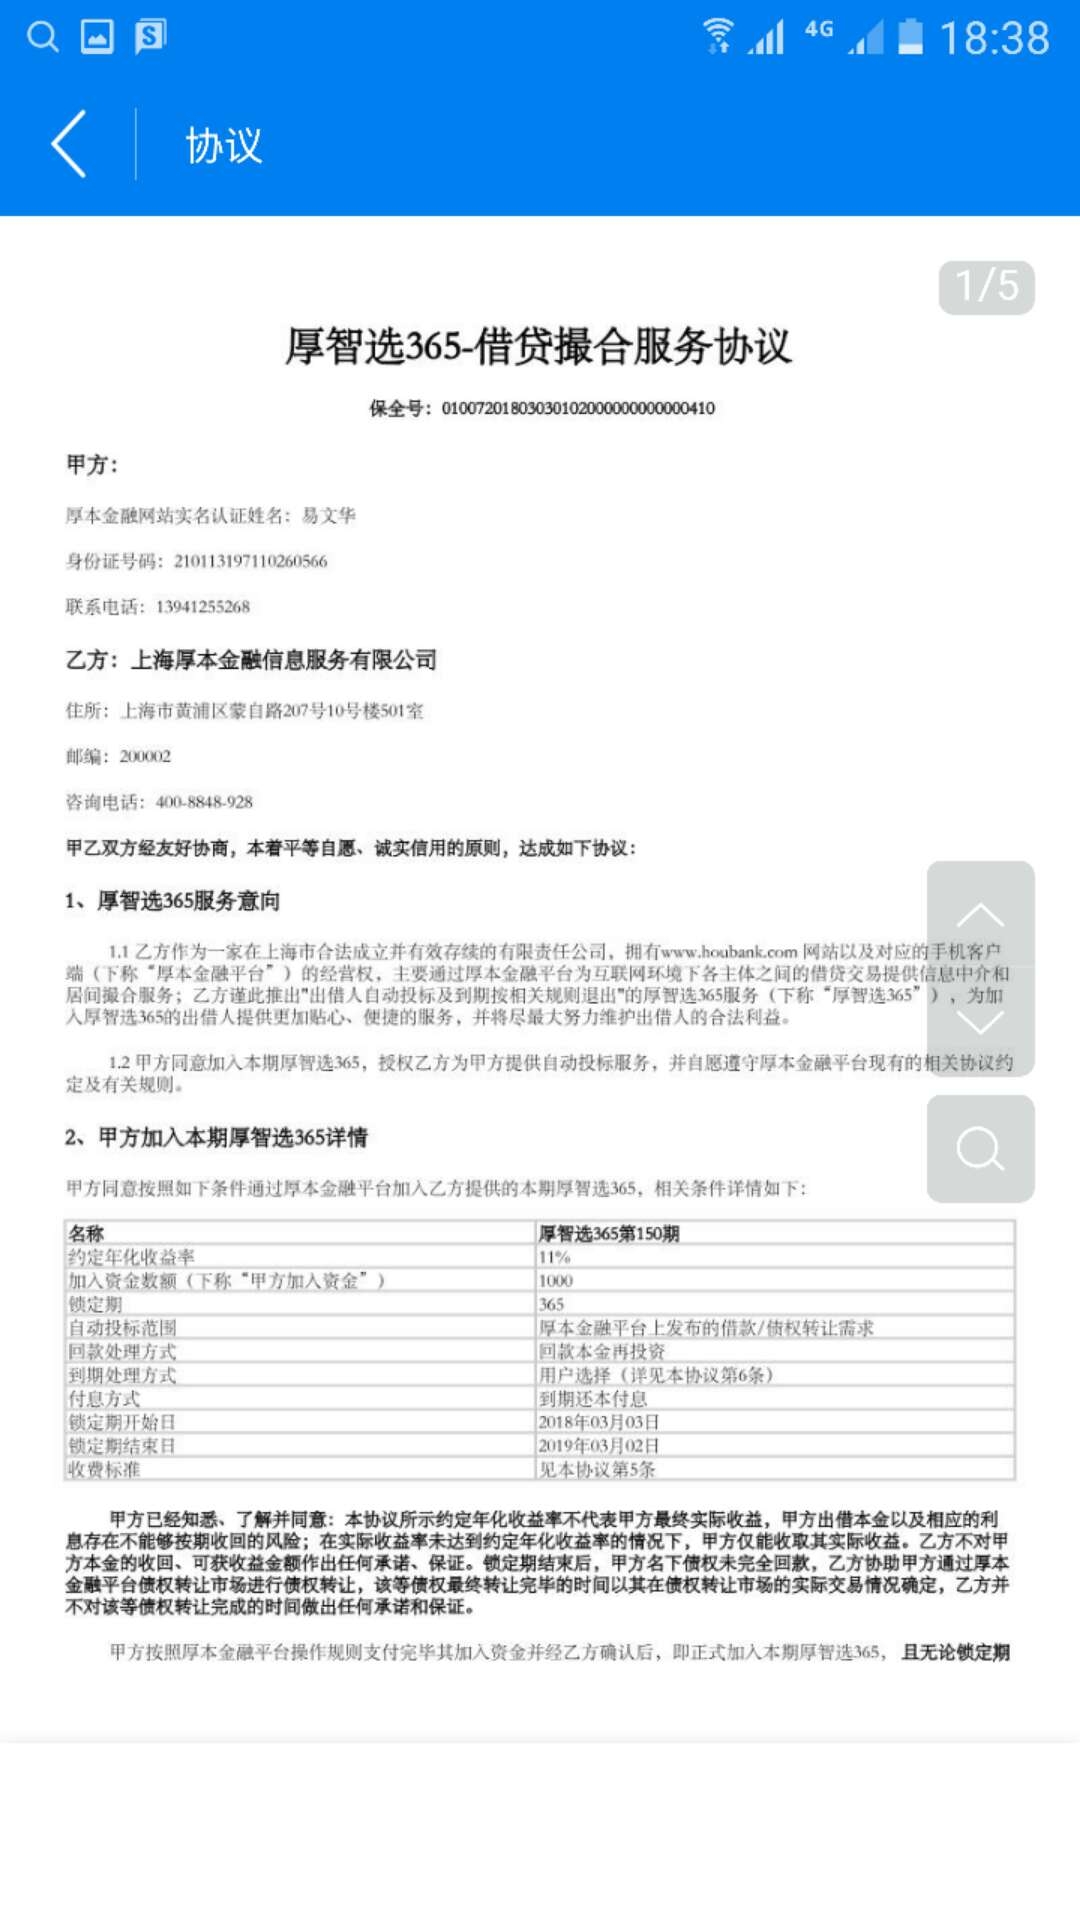 18:38
4G
协议
1/5
厚智选365-借贷撮合服务协议
保全号：01007201803030102000000000000410
甲方：
厚本金融网站实名认证姓名：易文华
身份证号码：210113197110260566
联系电话：13941255268
乙方：上海厚本金融信息服务有限公司
住所：上海市黄浦区蒙自路207号10号楼501室
邮编：200002
咨询电话：400-8848-928
甲乙双方经友好协商，本着平等自愿、诚实信用的原则，达成如下协议：
1、厚智选365服务意向
1.1 乙方作为一家在上海市合法成立并有效存续的有限责任公司，拥有www.houbank.com 网站以及对应的手机客户
端（下称“厚本金融平台”）的经营权，主要通过厚本金融平台为互联网环境下各主体之间的借贷交易提供信息中介和
居间撮合服务；乙方谨此推出"出借人自动投标及到期按相关规则退出"的厚智选365服务（下称“厚智选365”），为加
入厚智选365的出借人提供更加贴心、便捷的服务，并将尽最大努力维护出借人的合法利益。
1.2 甲方同意加入本期厚智选365，授权乙方为甲方提供自动投标服务，并自愿遵守厚本金融平台现有的相关协议约
定及有关规则。
2、甲方加入本期厚智选365详情
甲方同意按照如下条件通过厚本金融平台加入乙方提供的本期厚智选365，相关条件详情如下：
名称 厚智选365第150期
约定年化收益率 11%
加入资金数额（下称“甲方加入资金”） 1000
锁定期 365
自动投标范围 厚本金融平台上发布的借款/债权转让需求
回款处理方式 回款本金再投资
到期处理方式 用户选择（详见本协议第6条）
付息方式 到期还本付息
锁定期开始日 2018年03月03日
锁定期结束日 2019年03月02日
收费标准 见本协议第5条
甲方已经知悉、了解并同意：本协议所示约定年化收益率不代表甲方最终实际收益，甲方出借本金以及相应的利
息存在不能够按期收回的风险；在实际收益率未达到约定年化收益率的情况下，甲方仅能收取其实际收益。乙方不对甲
方本金的收回、可获收益金额作出任何承诺、保证。锁定期结束后，甲方名下债权未完全回款，乙方协助甲方通过厚本
金融平台债权转让市场进行债权转让，该等债权最终转让完毕的时间以其在债权转让市场的实际交易情况确定，乙方并
不对该等债权转让完成的时间做出任何承诺和保证。
甲方按照厚本金融平台操作规则支付完毕其加入资金并经乙方确认后，即正式加入本期厚智选365，且无论锁定期